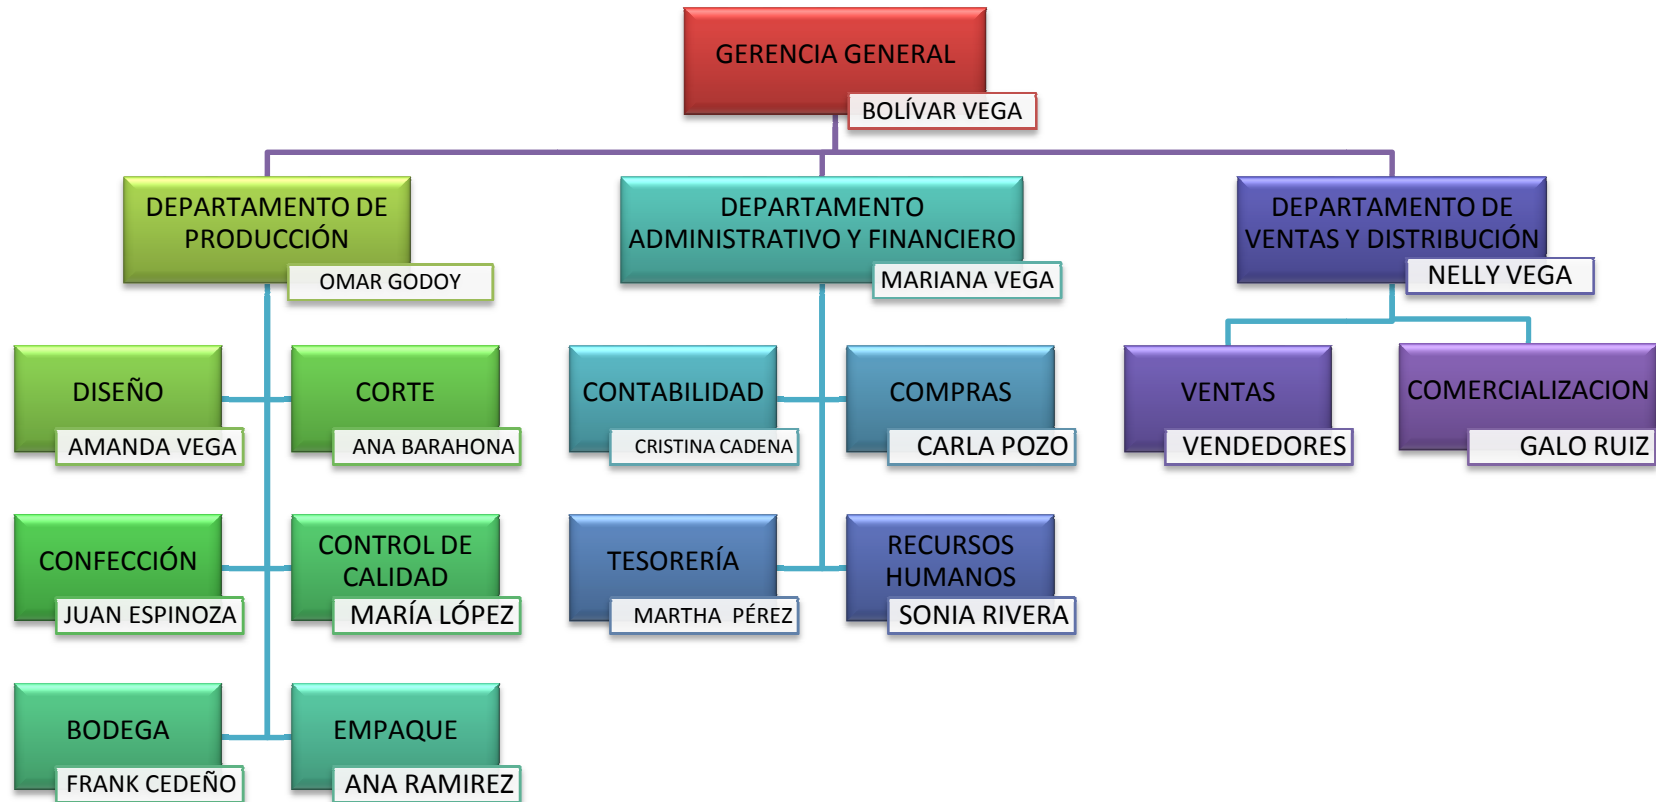 GERENCIA GENERAL
BOLÍVAR VEGA
DEPARTAMENTO DE
PRODUCCIÓN
OMAR GODOY
DEPARTAMENTO
ADMINISTRATIVO Y FINANCIERO
MARIANA VEGA
DEPARTAMENTO DE
VENTAS Y DISTRIBUCIÓN
NELLY VEGA
DISEÑO
AMANDA VEGA
CORTE
ANA BARAHONA
CONTABILIDAD
CRISTINA CADENA
COMPRAS
CARLA POZO
VENTAS
VENDEDORES
COMERCIALIZACION
GALO RUIZ
CONFECCIÓN
JUAN ESPINOZA
CONTROL DE
CALIDAD
MARÍA LÓPEZ
TESORERÍA
MARTHA  PÉREZ
RECURSOS
HUMANOS
SONIA RIVERA
BODEGA
FRANK CEDEÑO
EMPAQUE
ANA RAMIREZ